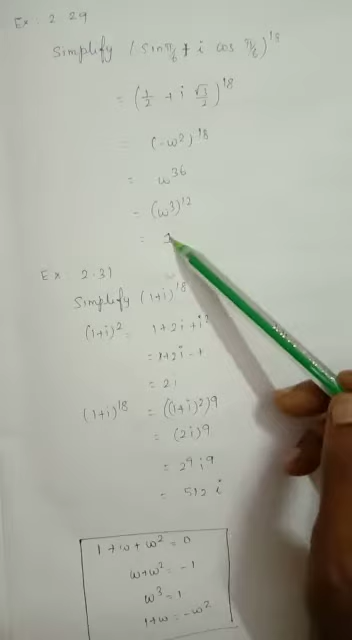 Ex: 2.29
Simplify (sin π/6 + i cos π/6)^18
= (1/2 + i √3/2)^18
= (-ω²)^18
= ω^36
= (ω³)^12
= 1
Ex: 2.31
Simplify (1+i)^18
(1+i)² = 1+2i+i²
= 1+2i-1
= 2i
(1+i)^18 = ((1+i)²)9
= (2i)^9
= 2^9 i^9
= 512 i
1+ω+ω² = 0
ω+ω² = -1
ω³ = 1
1+ω = -ω²